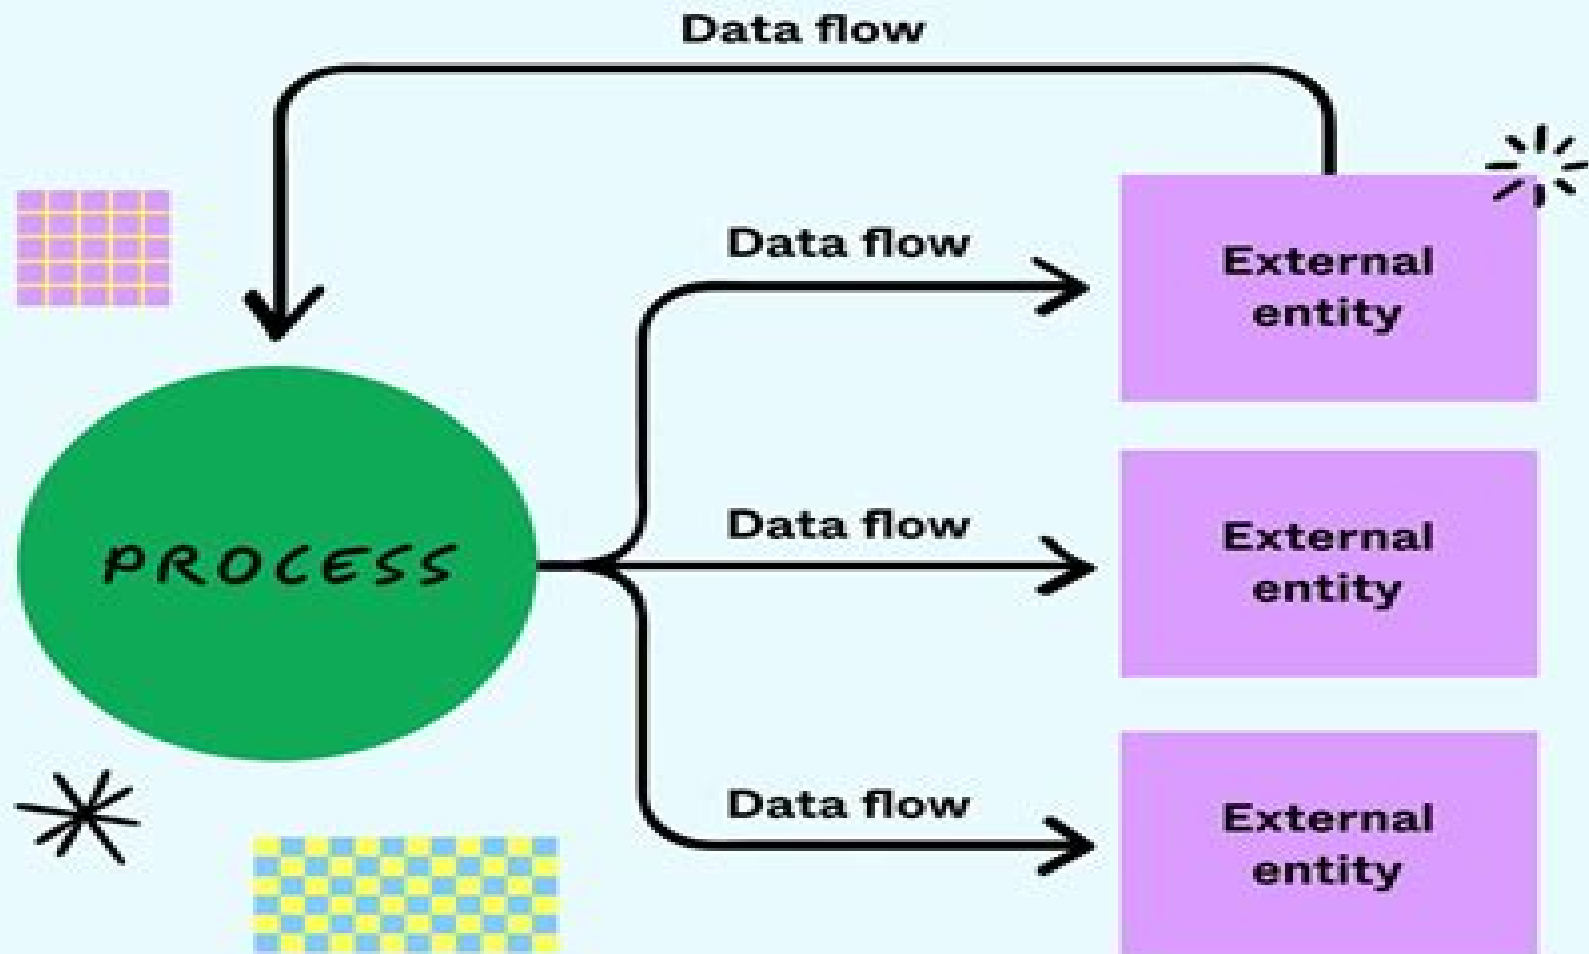 Data flow
Data flow
External
entity
Data flow
PROCESS
External
entity
Data flow
External
entity